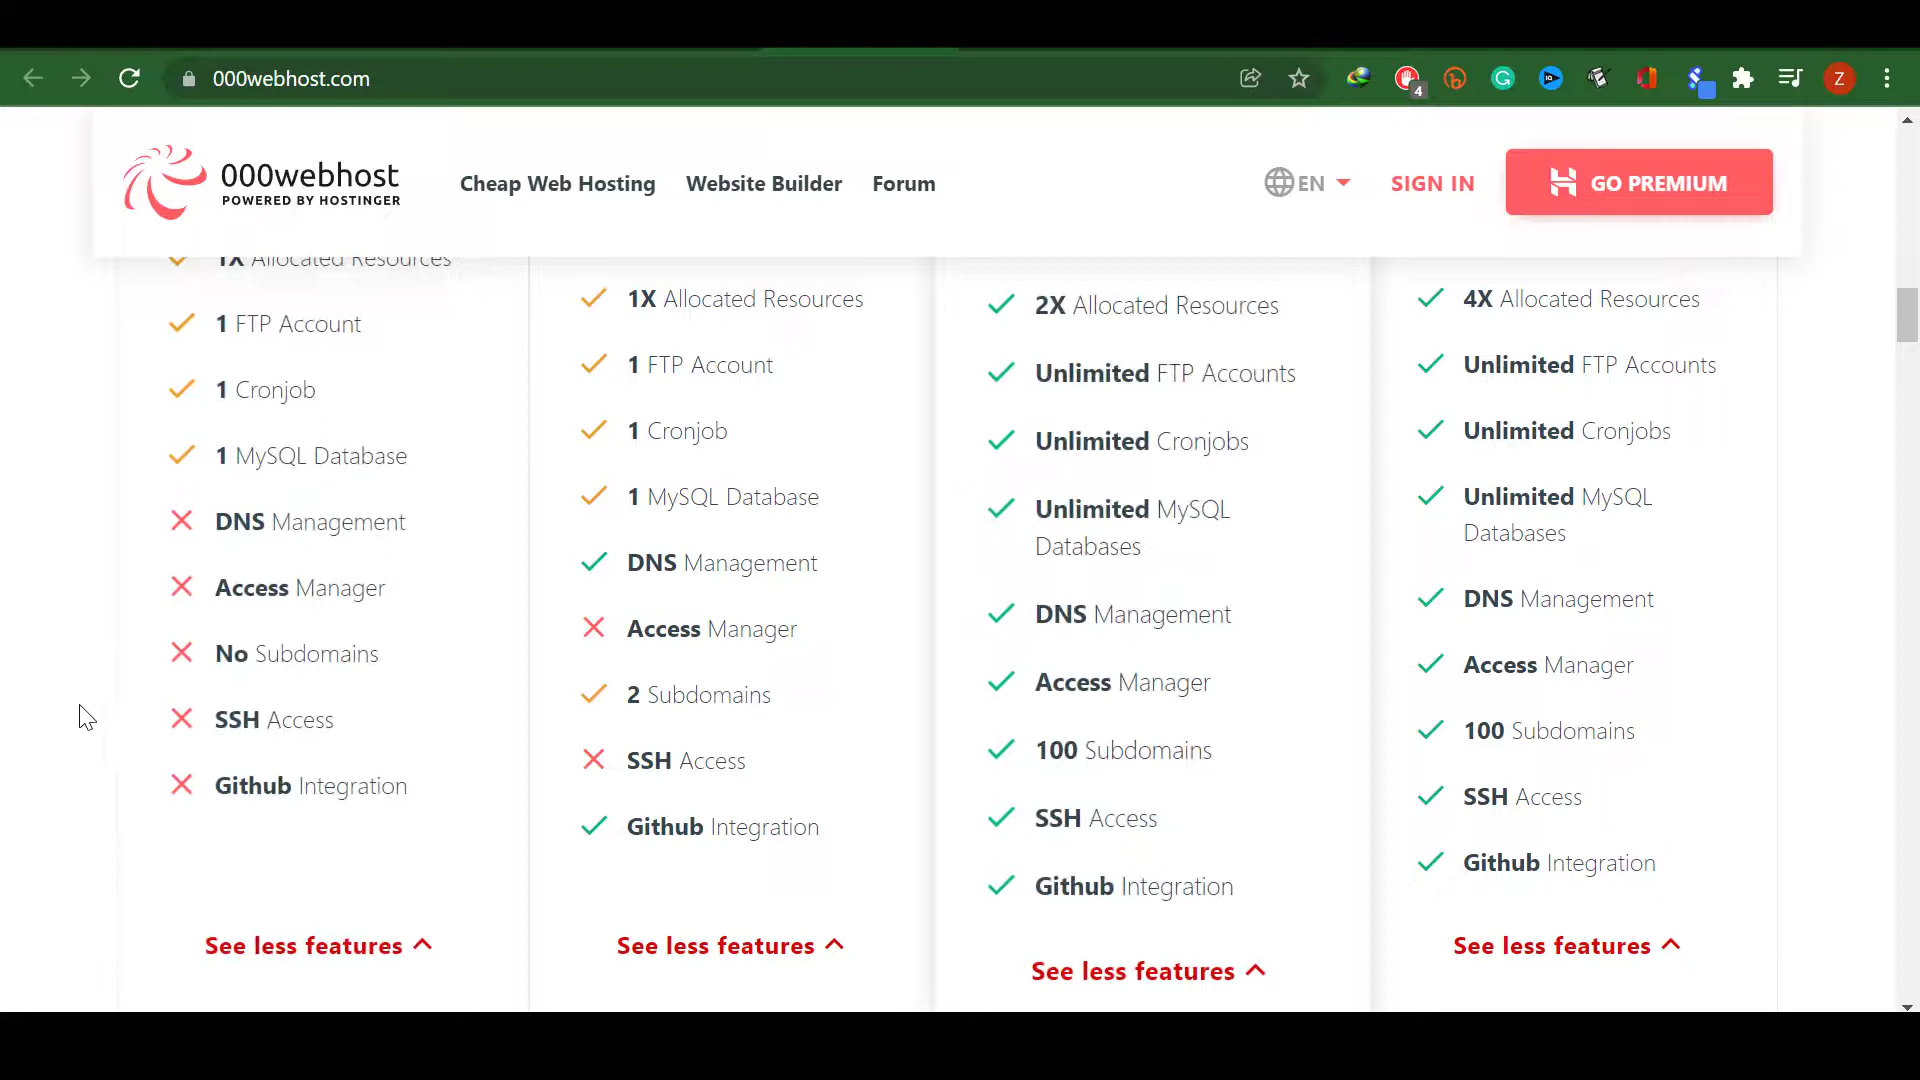 000webhost.com
4
Z
000webhost
POWERED BY HOSTINGER
Cheap Web Hosting
Website Builder
Forum
EN
SIGN IN
GO PREMIUM
1X Allocated Resources
1 FTP Account
1 Cronjob
1 MySQL Database
DNS Management
Access Manager
No Subdomains
SSH Access
Github Integration
See less features
1X Allocated Resources
1 FTP Account
1 Cronjob
1 MySQL Database
DNS Management
Access Manager
2 Subdomains
SSH Access
Github Integration
See less features
2X Allocated Resources
Unlimited FTP Accounts
Unlimited Cronjobs
Unlimited MySQL
Databases
DNS Management
Access Manager
100 Subdomains
SSH Access
Github Integration
See less features
4X Allocated Resources
Unlimited FTP Accounts
Unlimited Cronjobs
Unlimited MySQL
Databases
DNS Management
Access Manager
100 Subdomains
SSH Access
Github Integration
See less features